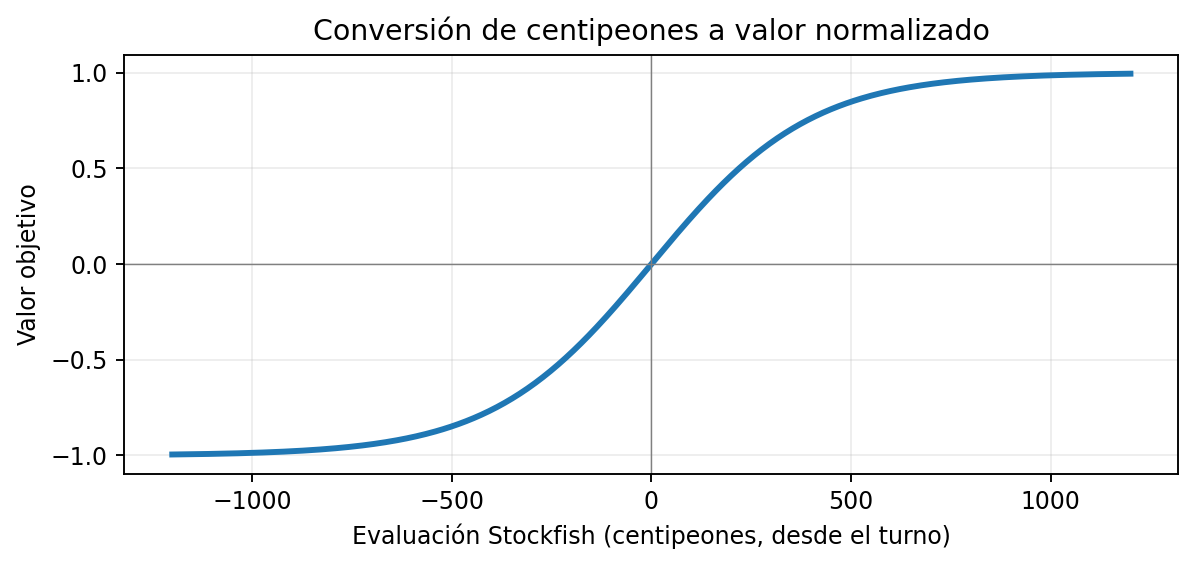 Conversión de centipeones a valor normalizado
1.0
0.5
0.0
−0.5
−1.0
Valor objetivo
−1000 −500 0 500 1000
Evaluación Stockfish (centipeones, desde el turno)